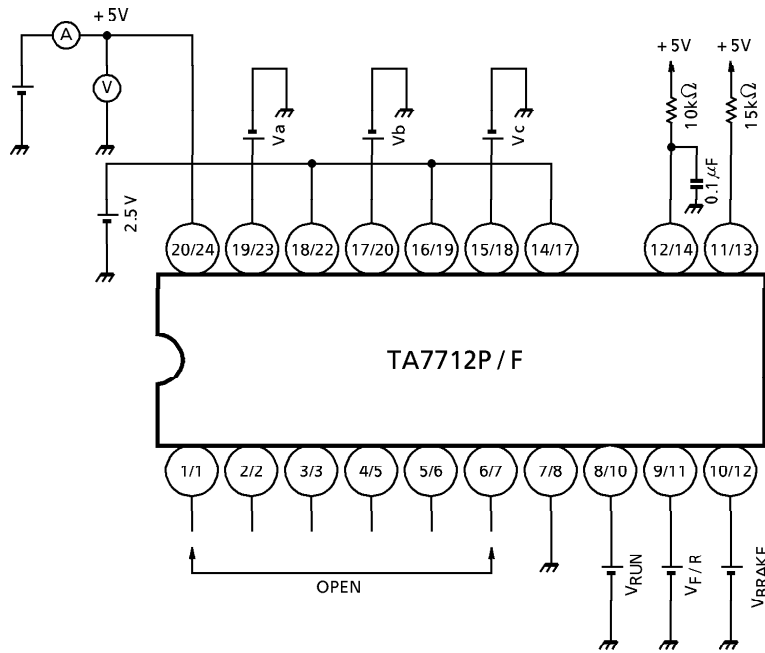 +5V
A
V
Va
Vb
Vc
+5V
+5V
10kΩ
15kΩ
0.1μF
2.5V
20/24
19/23
18/22
17/20
16/19
15/18
14/17
12/14
11/13
TA7712P/F
1/1
2/2
3/3
4/5
5/6
6/7
7/8
8/10
9/11
10/12
OPEN
VRUN
VF/R
VBRAKE